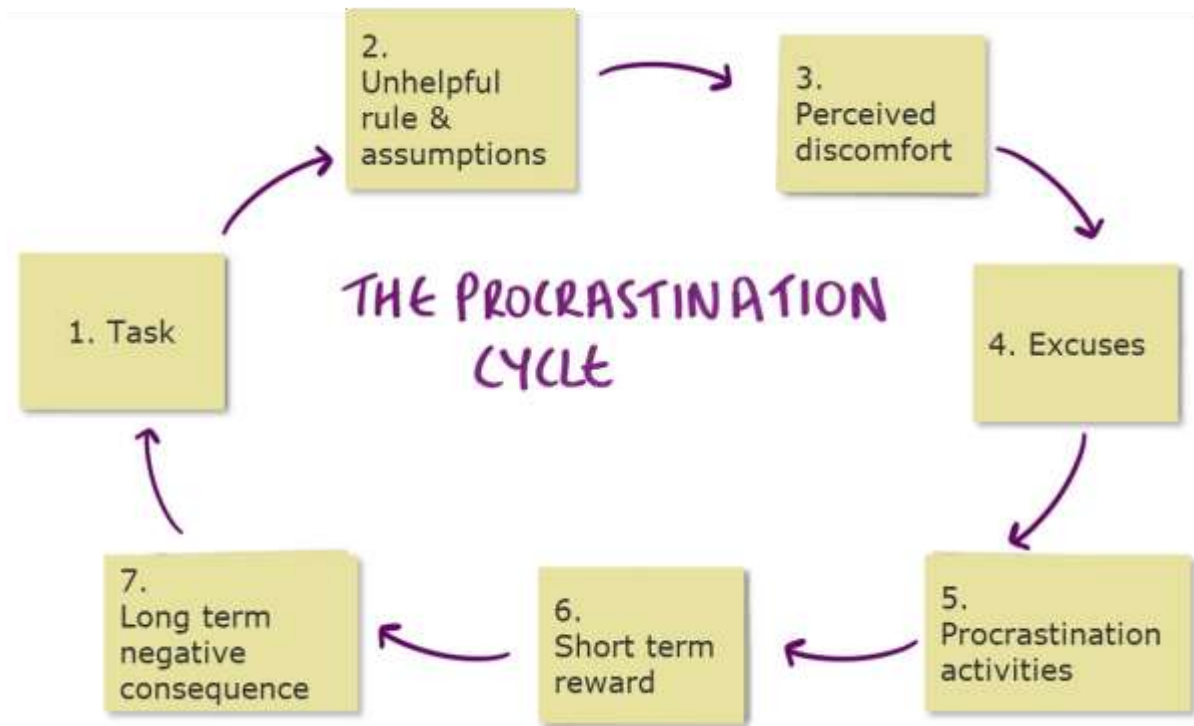 1. Task
2.
Unhelpful
rule &
assumptions
3.
Perceived
discomfort
4. Excuses
5.
Procrastination
activities
6.
Short term
reward
7.
Long term
negative
consequence
THE PROCRASTINATION
CYCLE